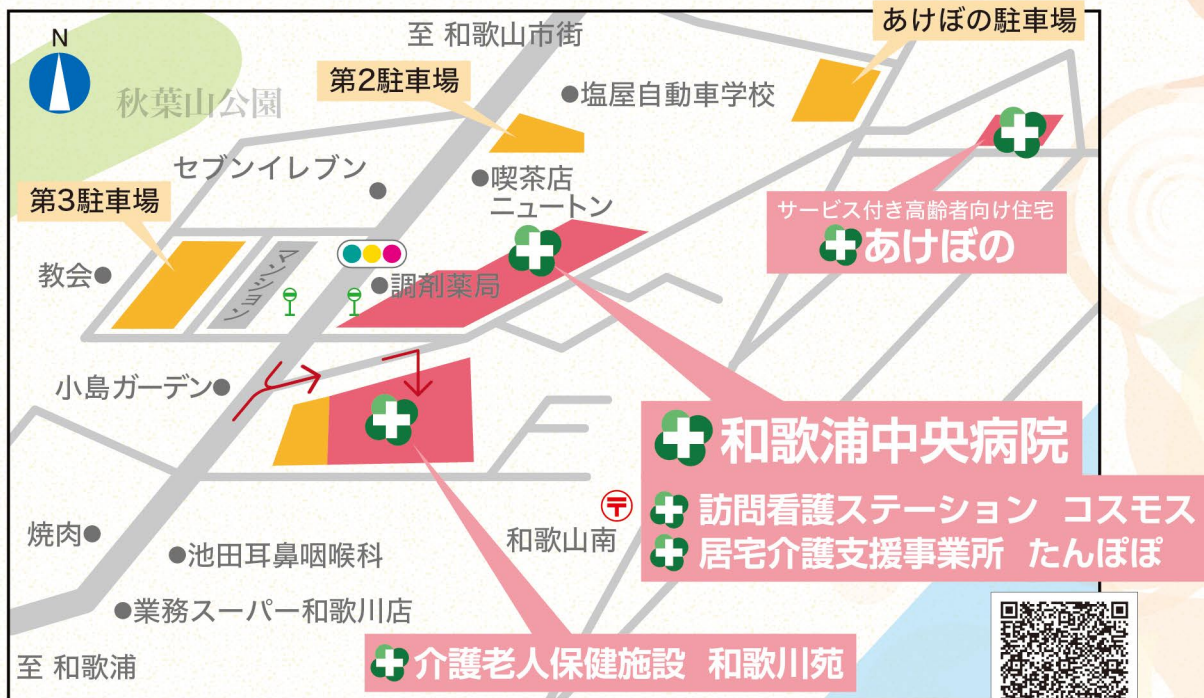 N
至 和歌山市街
あけぼの駐車場
秋葉山公園
第2駐車場
塩屋自動車学校
セブンイレブン
喫茶店
ニュートン
第3駐車場
サービス付き高齢者向け住宅
あけぼの
教会
マンション
調剤薬局
小島ガーデン
和歌浦中央病院
訪問看護ステーション コスモス
居宅介護支援事業所 たんぽぽ
〒
和歌山南
焼肉
池田耳鼻咽喉科
業務スーパー和歌川店
至 和歌浦
介護老人保健施設 和歌川苑